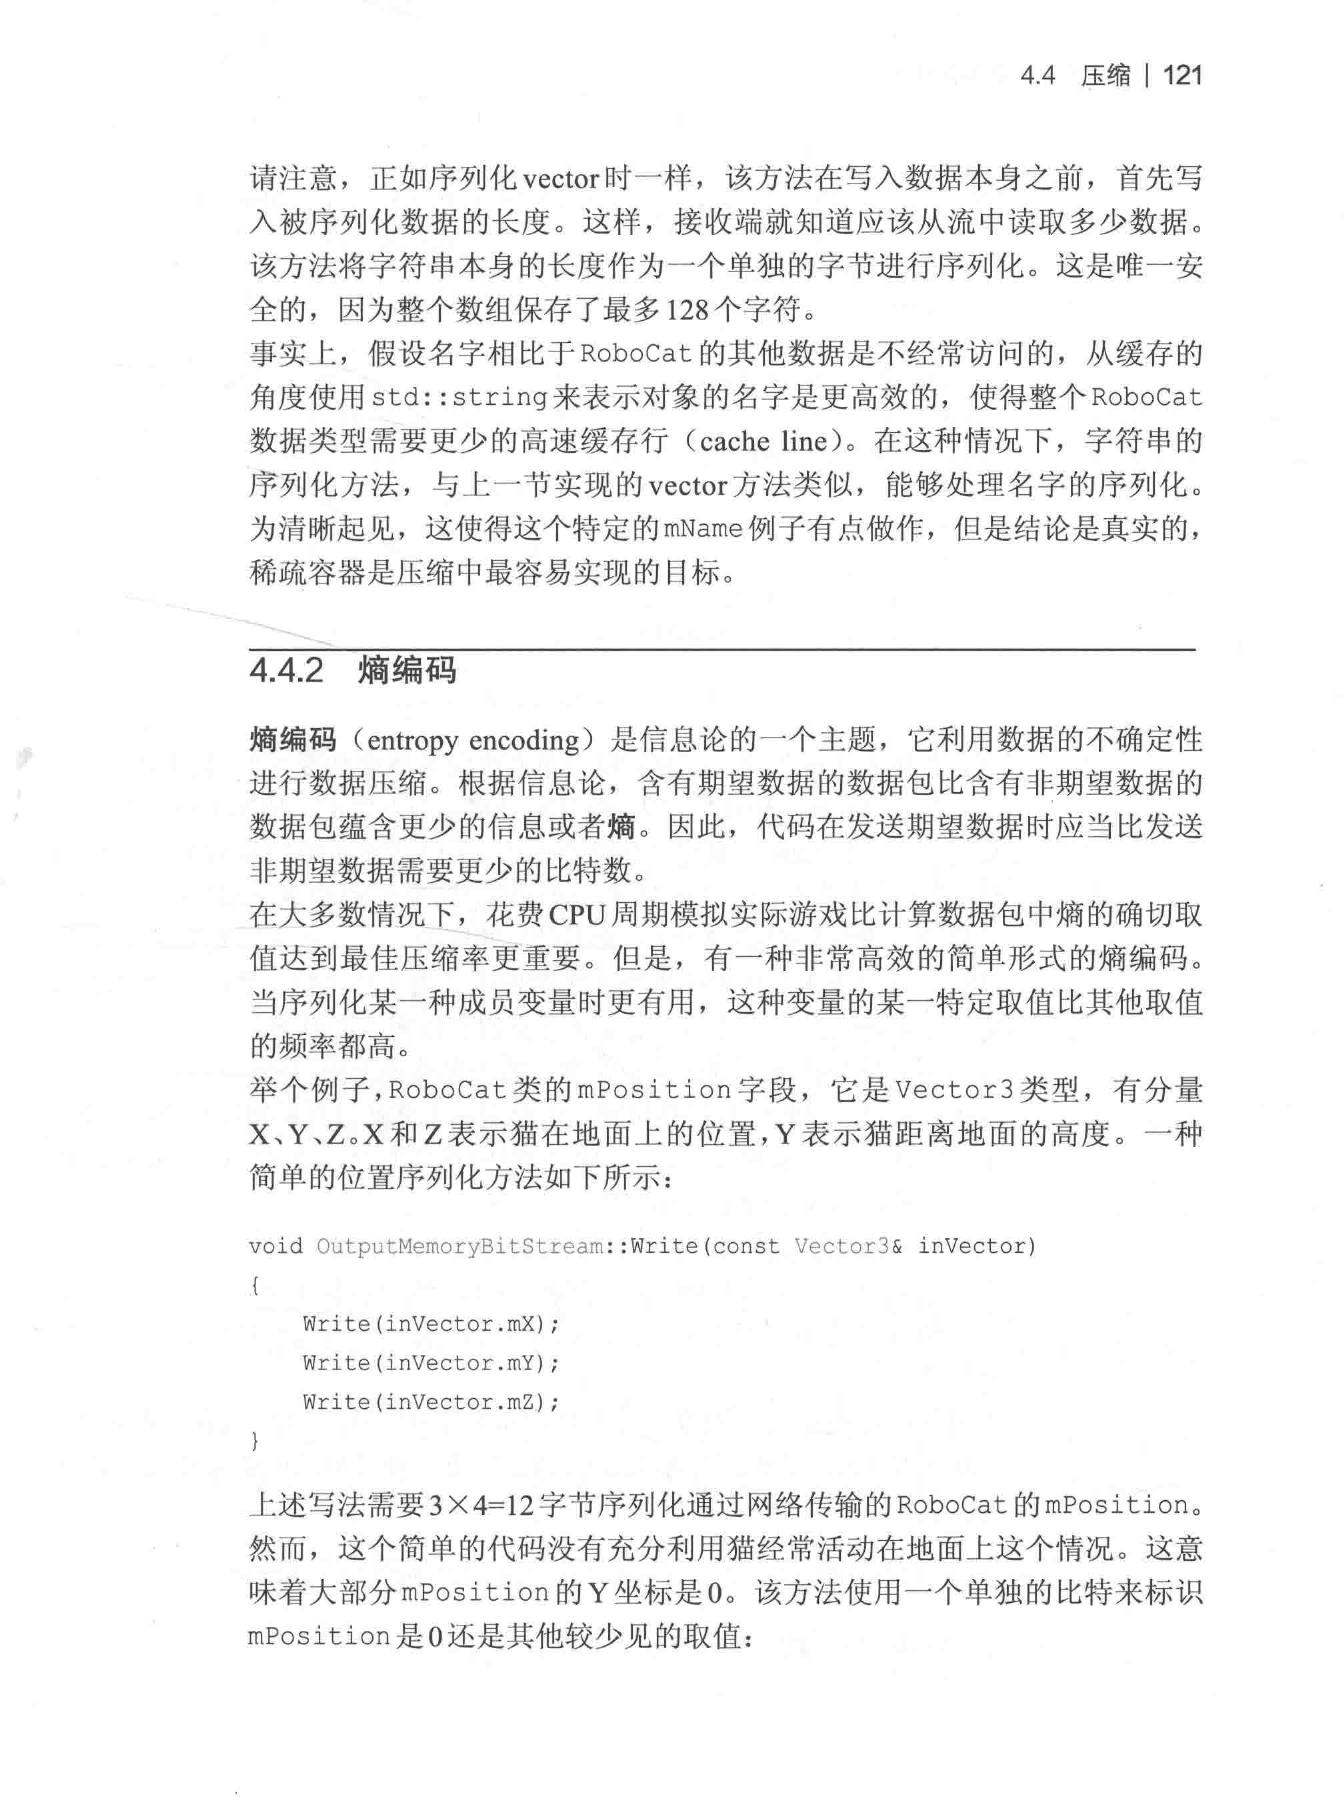 4.4 压缩 | 121
请注意，正如序列化vector时一样，该方法在写入数据本身之前，首先写
入被序列化数据的长度。这样，接收端就知道应该从流中读取多少数据。
该方法将字符串本身的长度作为一个单独的字节进行序列化。这是唯一安
全的，因为整个数组保存了最多128个字符。
事实上，假设名字相比于RoboCat的其他数据是不经常访问的，从缓存的
角度使用std::string来表示对象的名字是更高效的，使得整个RoboCat
数据类型需要更少的高速缓存行（cache line）。在这种情况下，字符串的
序列化方法，与上一节实现的vector方法类似，能够处理名字的序列化。
为清晰起见，这使得这个特定的mName例子有点做作，但是结论是真实的，
稀疏容器是压缩中最容易实现的目标。
4.4.2 熵编码
熵编码（entropy encoding）是信息论的一个主题，它利用数据的不确定性
进行数据压缩。根据信息论，含有期望数据的数据包比含有非期望数据的
数据包蕴含更少的信息或者熵。因此，代码在发送期望数据时应当比发送
非期望数据需要更少的比特数。
在大多数情况下，花费CPU周期模拟实际游戏比计算数据包中熵的确切取
值达到最佳压缩率更重要。但是，有一种非常高效的简单形式的熵编码。
当序列化某一种成员变量时更有用，这种变量的某一特定取值比其他取值
的频率都高。
举个例子，RoboCat类的mPosition字段，它是Vector3类型，有分量
X、Y、Z。X和Z表示猫在地面上的位置，Y表示猫距离地面的高度。一种
简单的位置序列化方法如下所示：
void OutputMemoryBitStream::Write(const Vector3& inVector)
{
    Write(inVector.mX);
    Write(inVector.mY);
    Write(inVector.mZ);
}
上述写法需要3×4=12字节序列化通过网络传输的RoboCat的mPosition。
然而，这个简单的代码没有充分利用猫经常活动在地面上这个情况。这意
味着大部分mPosition的Y坐标是0。该方法使用一个单独的比特来标识
mPosition是0还是其他较少见的取值：